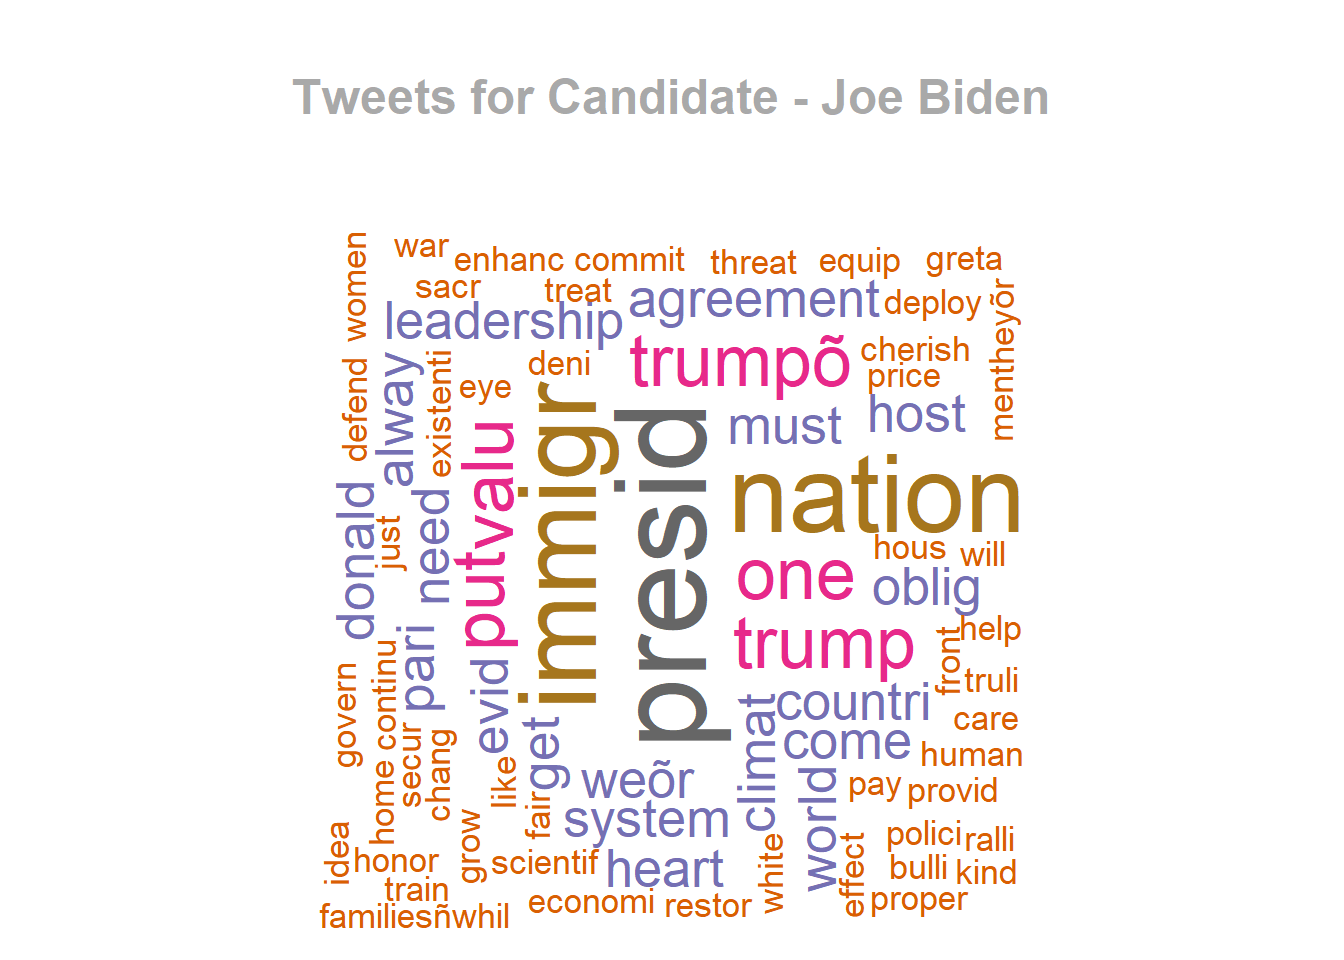 Tweets for Candidate - Joe Biden
women
war
enhanc
commit
threat
equip
greta
sacr
treat
leadership
agreement
deploy
mentheyõr
defend
alway
existenti
eye
deni
trumpõ
cherish
price
putvalu
immigr
presid
must
host
nation
donald
just
need
one
hous
will
oblig
pari
evid
get
trump
front
help
truli
govern
home
continu
secur
chang
like
fair
weõr
system
heart
climat
countri
come
world
care
human
pay
provid
idea
honor
train
familiesñwhil
grow
scientif
economi
restor
white
effect
polici
ralli
bulli
kind
proper